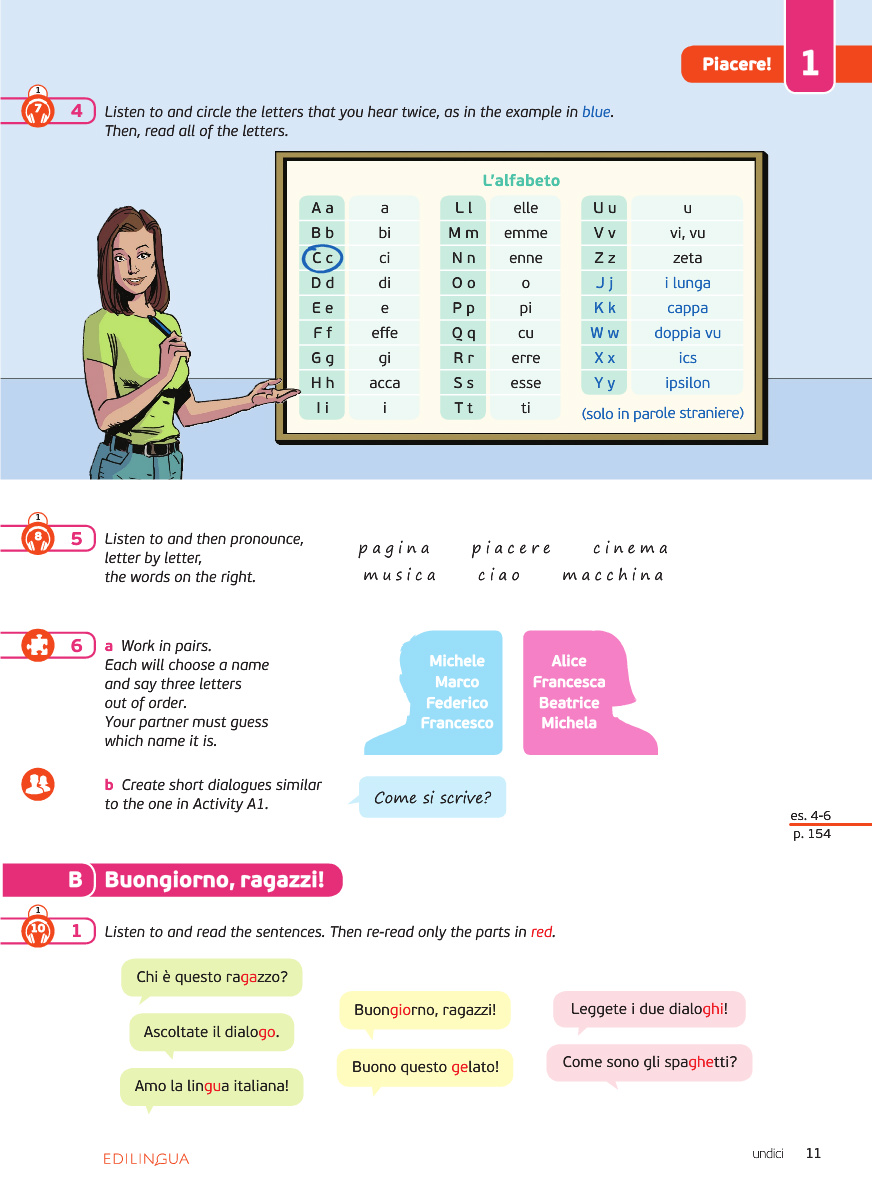 Piacere! 1
1
7
4
Listen to and circle the letters that you hear twice, as in the example in blue.
Then, read all of the letters.
L'alfabeto
A a a
B b bi
C c ci
D d di
E e e
F f effe
G g gi
H h acca
I i i
L l elle
M m emme
N n enne
O o o
P p pi
Q q cu
R r erre
S s esse
T t ti
U u u
V v vi, vu
Z z zeta
J j i lunga
K k cappa
W w doppia vu
X x ics
Y y ipsilon
(solo in parole straniere)
1
8
5
Listen to and then pronounce,
letter by letter,
the words on the right.
pagina piacere cinema
musica ciao macchina
6
a Work in pairs.
Each will choose a name
and say three letters
out of order.
Your partner must guess
which name it is.
Michele
Marco
Federico
Francesco
Alice
Francesca
Beatrice
Michela
b Create short dialogues similar
to the one in Activity A1.
Come si scrive?
es. 4-6
p. 154
B Buongiorno, ragazzi!
1
10
1
Listen to and read the sentences. Then re-read only the parts in red.
Chi è questo ragazzo?
Ascoltate il dialogo.
Amo la lingua italiana!
Buongiorno, ragazzi!
Buono questo gelato!
Leggete i due dialoghi!
Come sono gli spaghetti?
EDILINGUA
undici 11